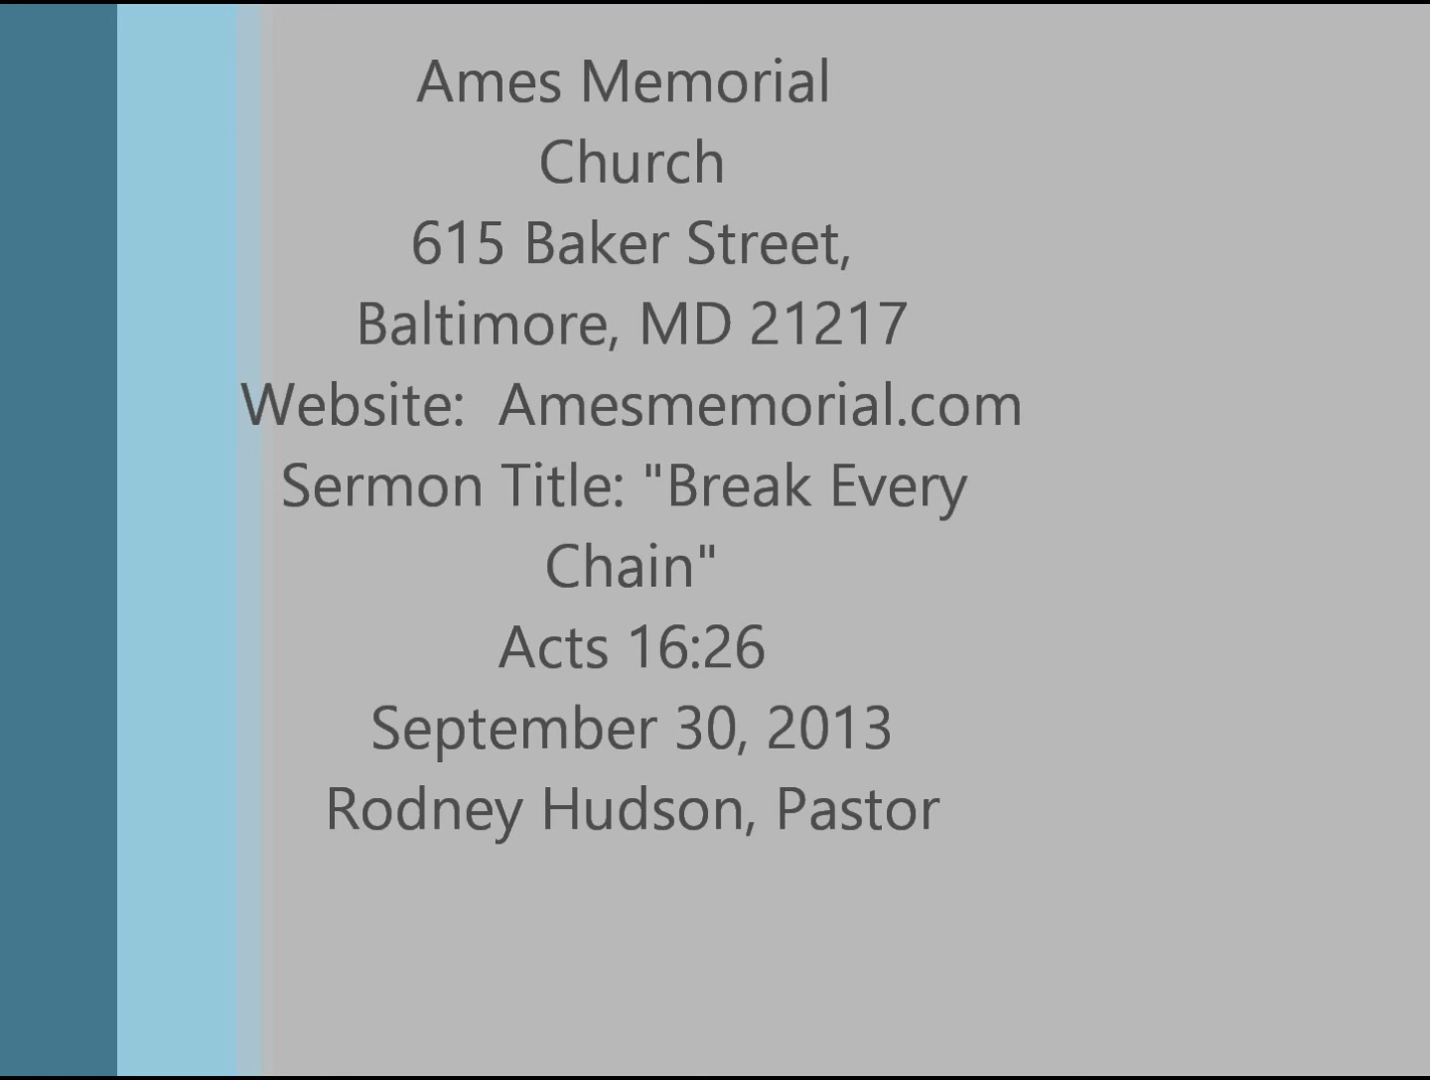 Ames Memorial
Church
615 Baker Street,
Baltimore, MD 21217
Website:  Amesmemorial.com
Sermon Title: "Break Every
Chain"
Acts 16:26
September 30, 2013
Rodney Hudson, Pastor